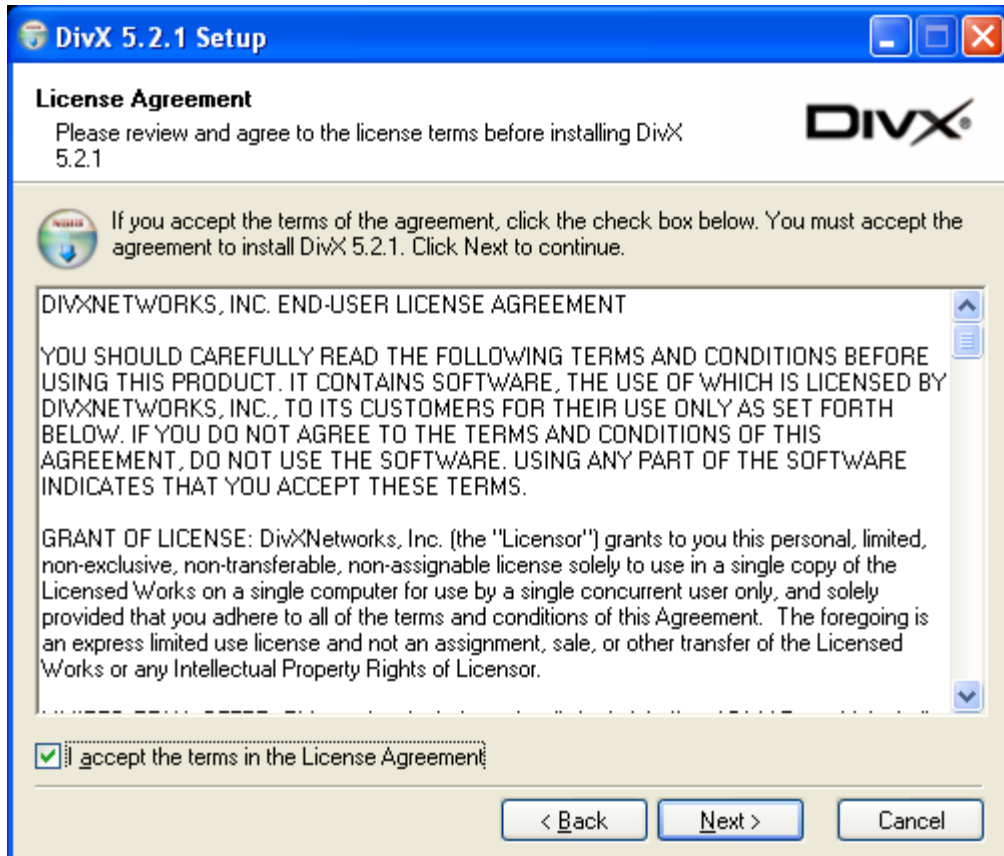 DivX 5.2.1 Setup
License Agreement
DIVX®
Please review and agree to the license terms before installing DivX
5.2.1
If you accept the terms of the agreement, click the check box below. You must accept the
agreement to install DivX 5.2.1. Click Next to continue.
DIVXNETWORKS, INC. END-USER LICENSE AGREEMENT
YOU SHOULD CAREFULLY READ THE FOLLOWING TERMS AND CONDITIONS BEFORE
USING THIS PRODUCT. IT CONTAINS SOFTWARE, THE USE OF WHICH IS LICENSED BY
DIVXNETWORKS, INC., TO ITS CUSTOMERS FOR THEIR USE ONLY AS SET FORTH
BELOW. IF YOU DO NOT AGREE TO THE TERMS AND CONDITIONS OF THIS
AGREEMENT, DO NOT USE THE SOFTWARE. USING ANY PART OF THE SOFTWARE
INDICATES THAT YOU ACCEPT THESE TERMS.
GRANT OF LICENSE: DivXNetworks, Inc. (the "Licensor") grants to you this personal, limited,
non-exclusive, non-transferable, non-assignable license solely to use in a single copy of the
Licensed Works on a single computer for use by a single concurrent user only, and solely
provided that you adhere to all of the terms and conditions of this Agreement.  The foregoing is
an express limited use license and not an assignment, sale, or other transfer of the Licensed
Works or any Intellectual Property Rights of Licensor.
I accept the terms in the License Agreement
< Back
Next >
Cancel